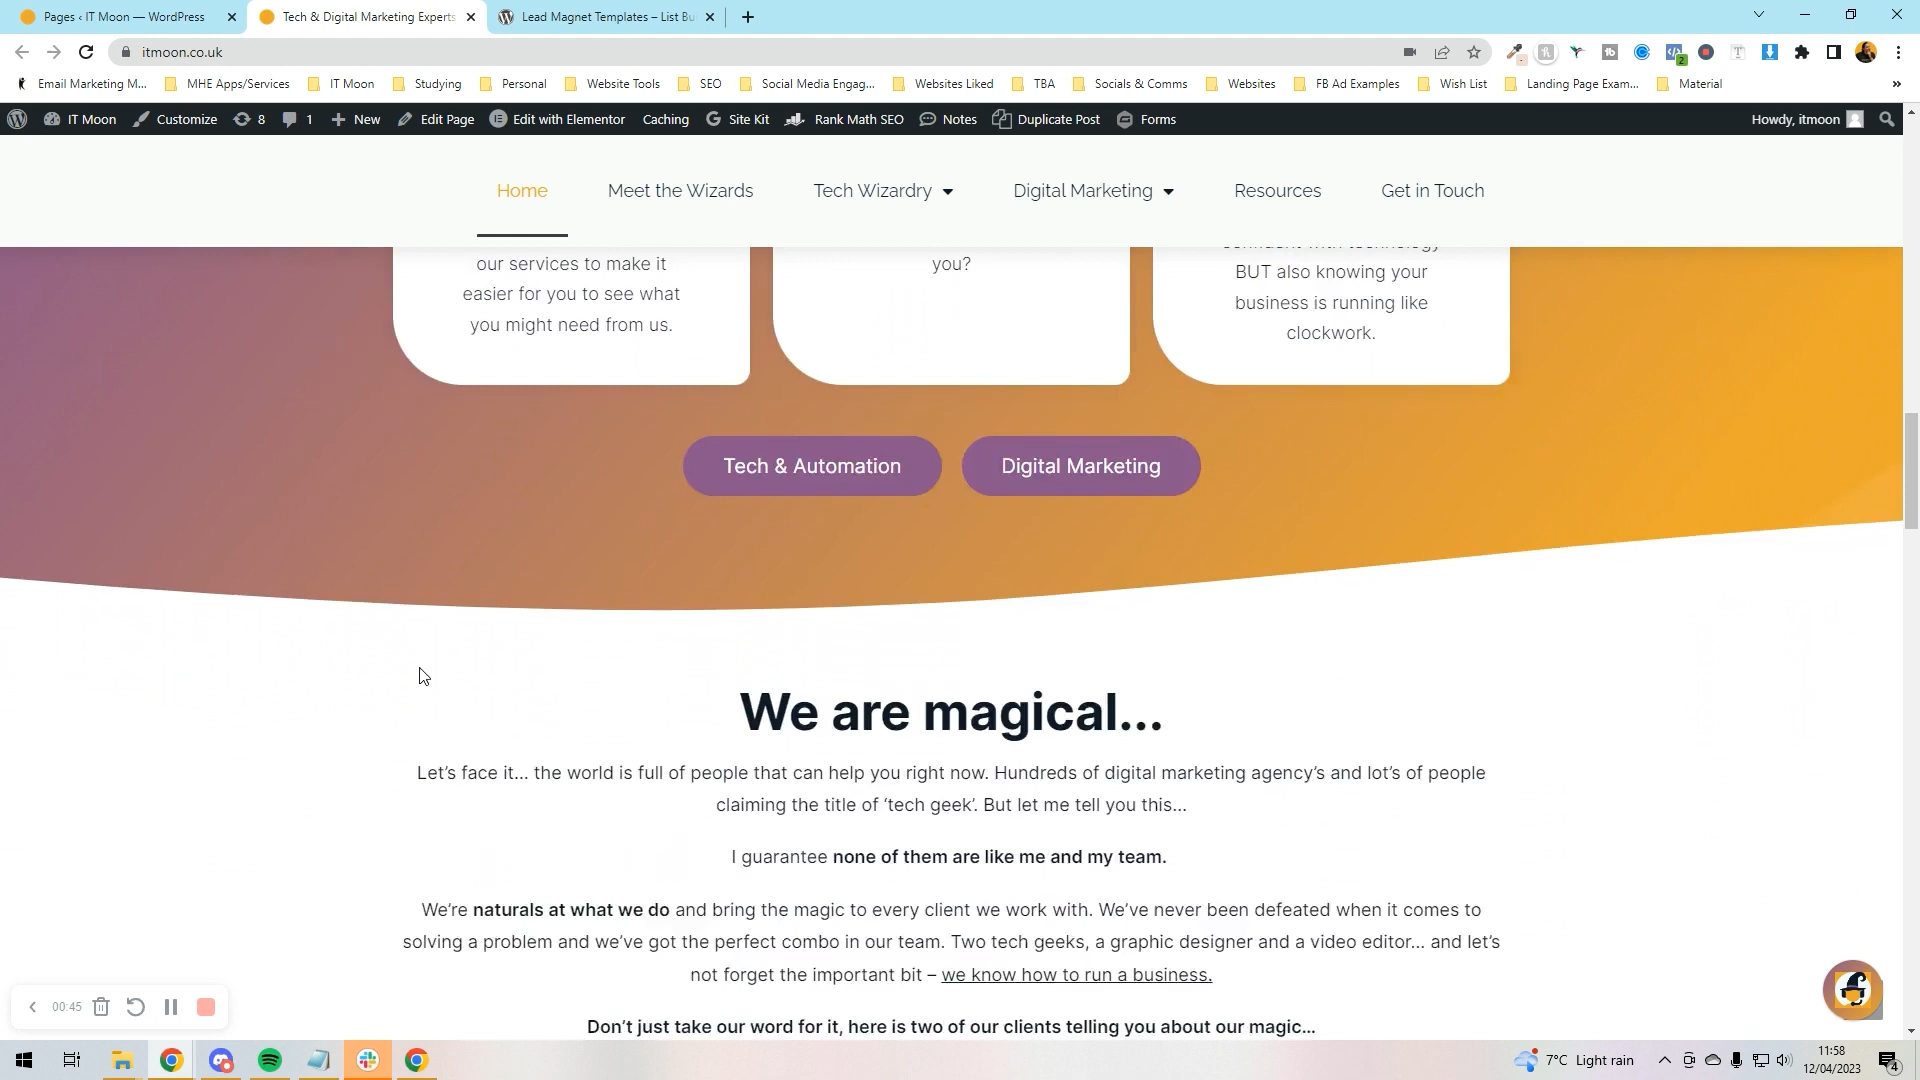 Pages ‹ IT Moon — WordPress
Tech & Digital Marketing Experts
Lead Magnet Templates – List Bu
itmoon.co.uk
Email Marketing M...
MHE Apps/Services
IT Moon
Studying
Personal
Website Tools
SEO
Social Media Engag...
Websites Liked
TBA
Socials & Comms
Websites
FB Ad Examples
Wish List
Landing Page Exam...
Material
»
IT Moon
Customize
8
1
New
Edit Page
Edit with Elementor
Caching
Site Kit
Rank Math SEO
Notes
Duplicate Post
Forms
Howdy, itmoon
Home
Meet the Wizards
Tech Wizardry
Digital Marketing
Resources
Get in Touch
our services to make it
easier for you to see what
you might need from us.
you?
confident with technology
BUT also knowing your
business is running like
clockwork.
Tech & Automation
Digital Marketing
We are magical...
Let’s face it... the world is full of people that can help you right now. Hundreds of digital marketing agency’s and lot’s of people
claiming the title of ‘tech geek’. But let me tell you this...
I guarantee none of them are like me and my team.
We’re naturals at what we do and bring the magic to every client we work with. We’ve never been defeated when it comes to
solving a problem and we’ve got the perfect combo in our team. Two tech geeks, a graphic designer and a video editor... and let’s
not forget the important bit – we know how to run a business.
Don’t just take our word for it, here is two of our clients telling you about our magic...
00:45
7°C Light rain
11:58
12/04/2023
4